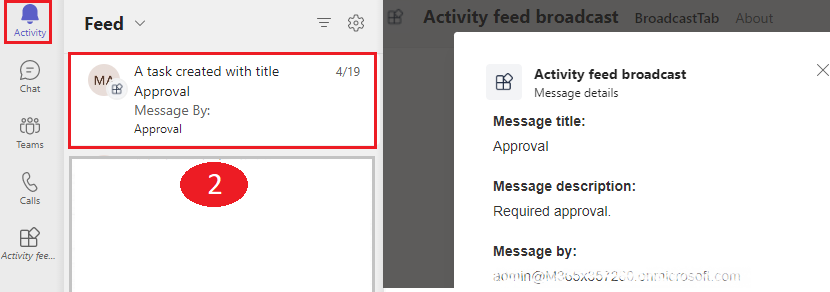 Activity
Chat
Teams
Calls
Activity fee...
Feed
A task created with title
4/19
Approval
Message By:
Approval
MA
2
Activity feed broadcast BroadcastTab About
Activity feed broadcast
Message details
Message title:
Approval
Message description:
Required approval.
Message by: